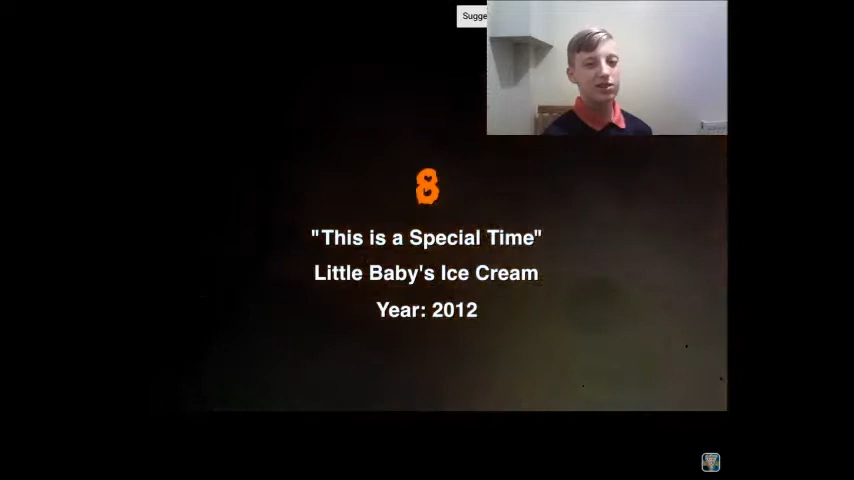 Sugge
8
"This is a Special Time"
Little Baby's Ice Cream
Year: 2012